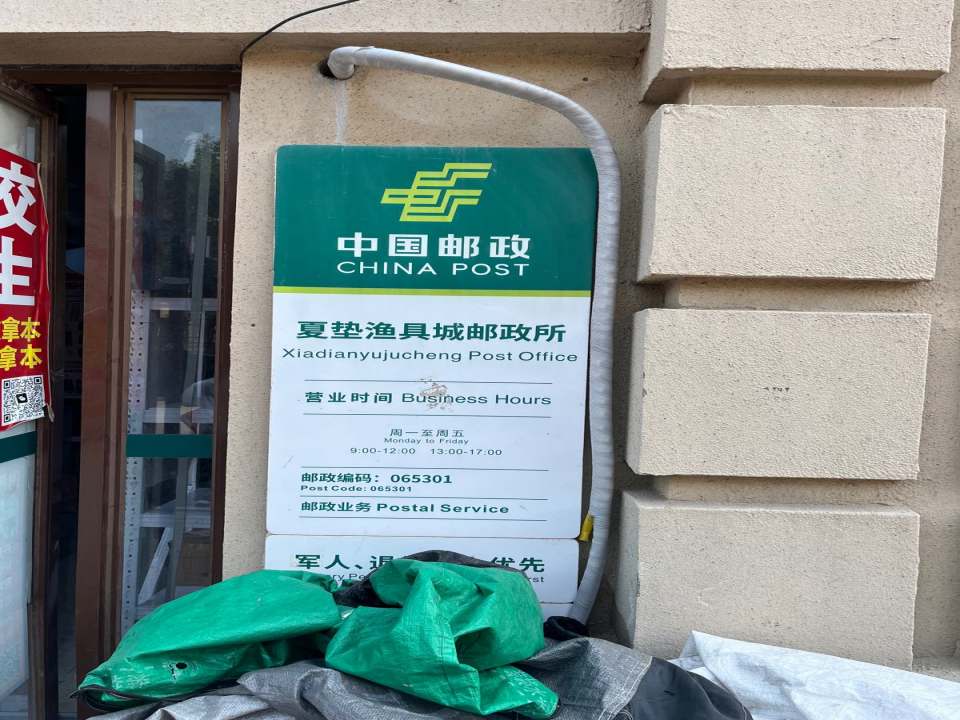 校
生
拿本
拿本
中国邮政
CHINA POST
夏垫渔具城邮政所
Xiadianyujucheng Post Office
营业时间 Business Hours
周一至周五
Monday to Friday
9:00-12:00 13:00-17:00
邮政编码：065301
Post Code: 065301
邮政业务 Postal Service
军人、退 优先